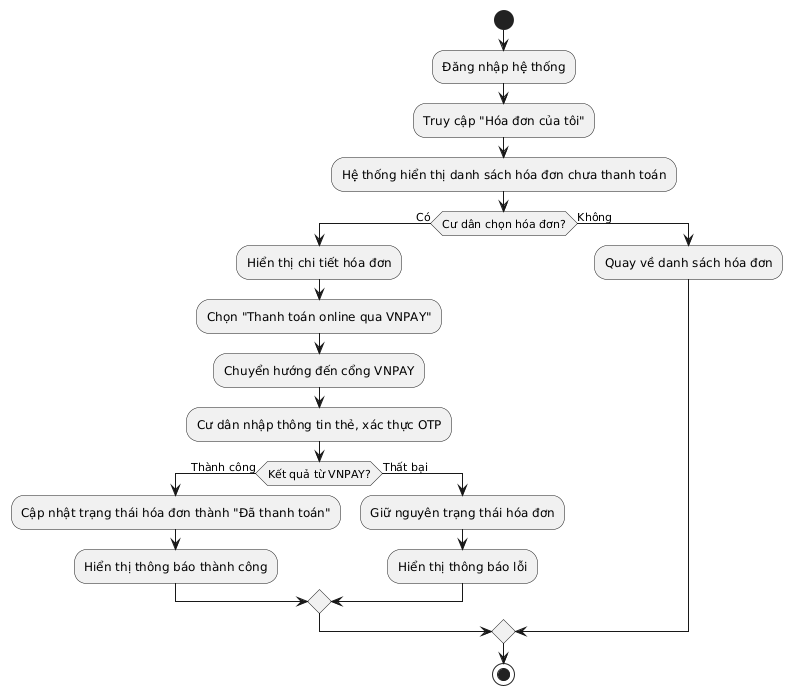 Đăng nhập hệ thống
Truy cập "Hóa đơn của tôi"
Hệ thống hiển thị danh sách hóa đơn chưa thanh toán
Có
Cư dân chọn hóa đơn?
Không
Hiển thị chi tiết hóa đơn
Quay về danh sách hóa đơn
Chọn "Thanh toán online qua VNPAY"
Chuyển hướng đến cổng VNPAY
Cư dân nhập thông tin thẻ, xác thực OTP
Thành công
Kết quả từ VNPAY?
Thất bại
Cập nhật trạng thái hóa đơn thành "Đã thanh toán"
Giữ nguyên trạng thái hóa đơn
Hiển thị thông báo thành công
Hiển thị thông báo lỗi